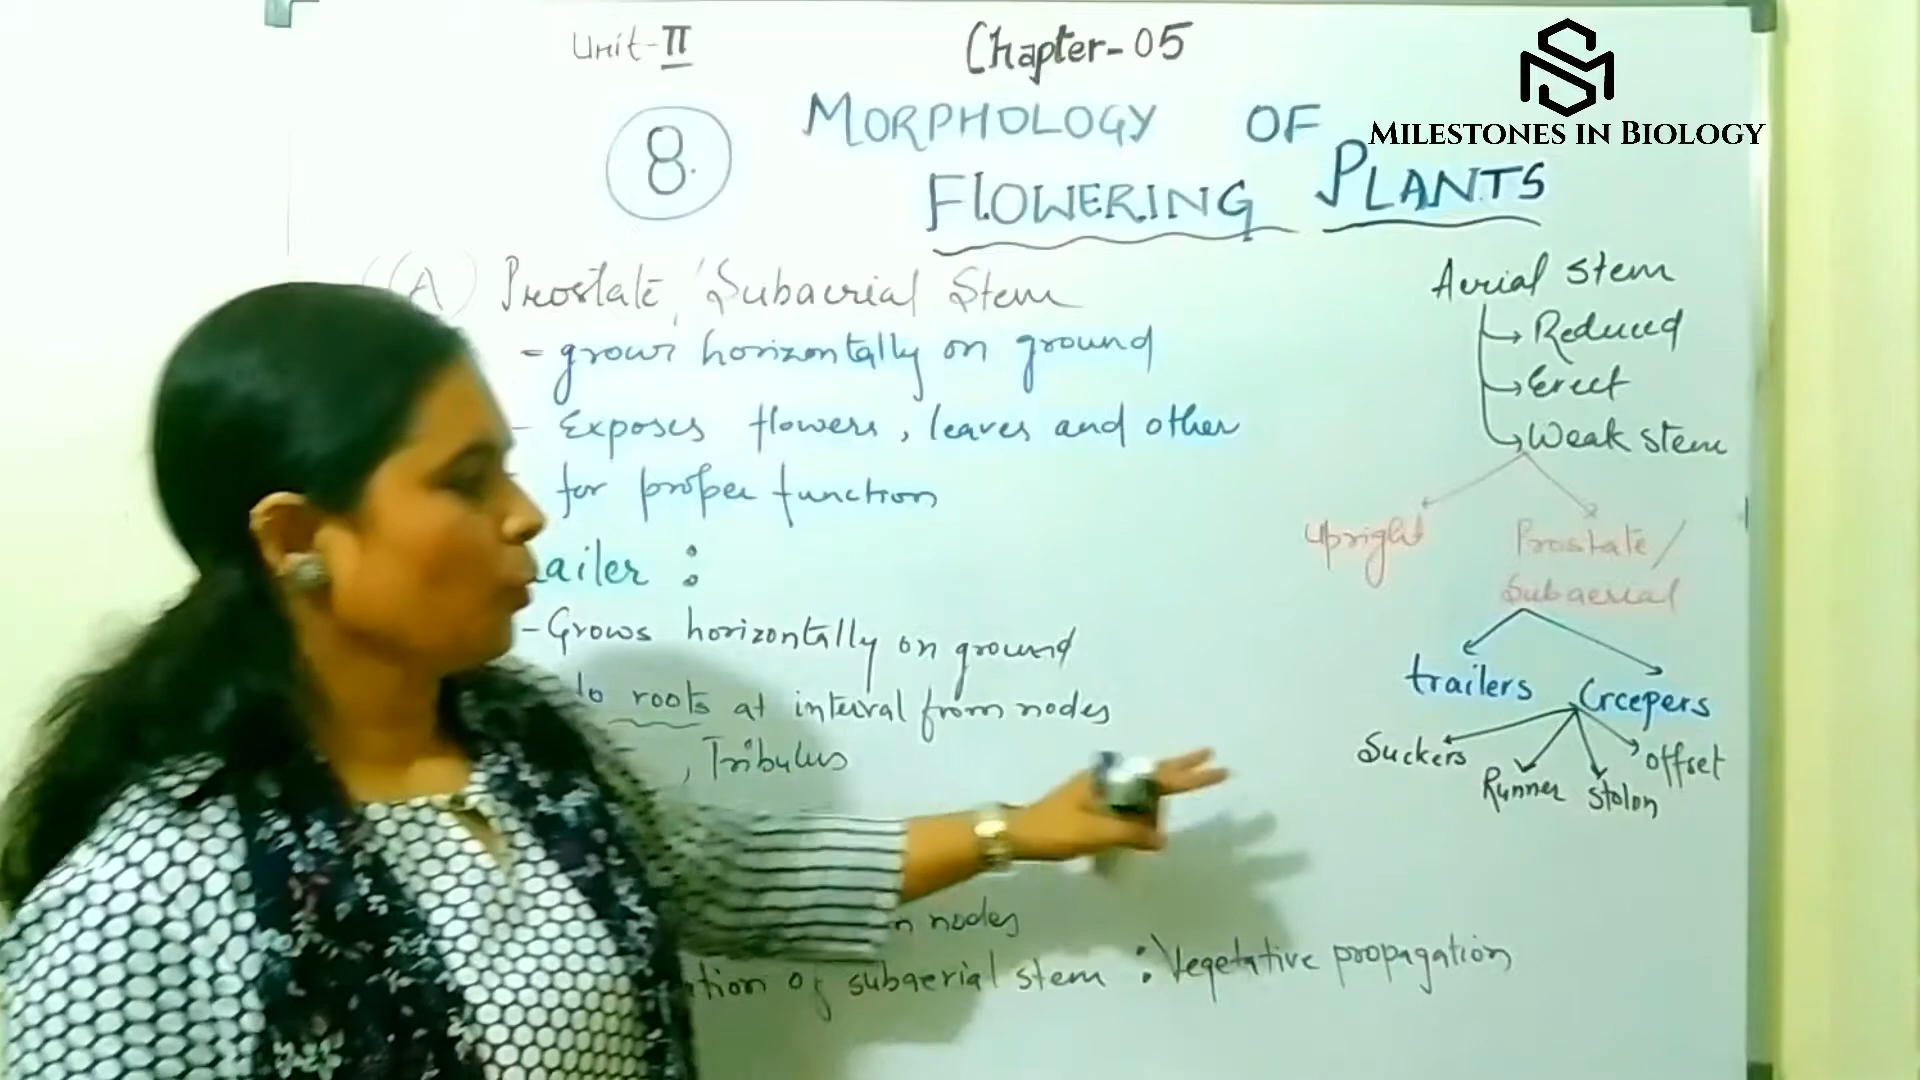 Unit-II
Chapter-05
8.
MORPHOLOGY OF
FLOWERING PLANTS
MILESTONES IN BIOLOGY
(A) Prostate, Subaerial Stem
- grows horizontally on ground
- Exposes flowers, leaves and other
for proper function
ailer :
- Grows horizontally on ground
roots at interval from nodes
, Tribulus
n nodes
ation of subaerial stem : Vegetative propagation
Aerial stem
Reduced
Erect
Weak stem
Upright
Prostate/
Subaerial
trailers
Creepers
Suckers
Runner
Stolon
offset